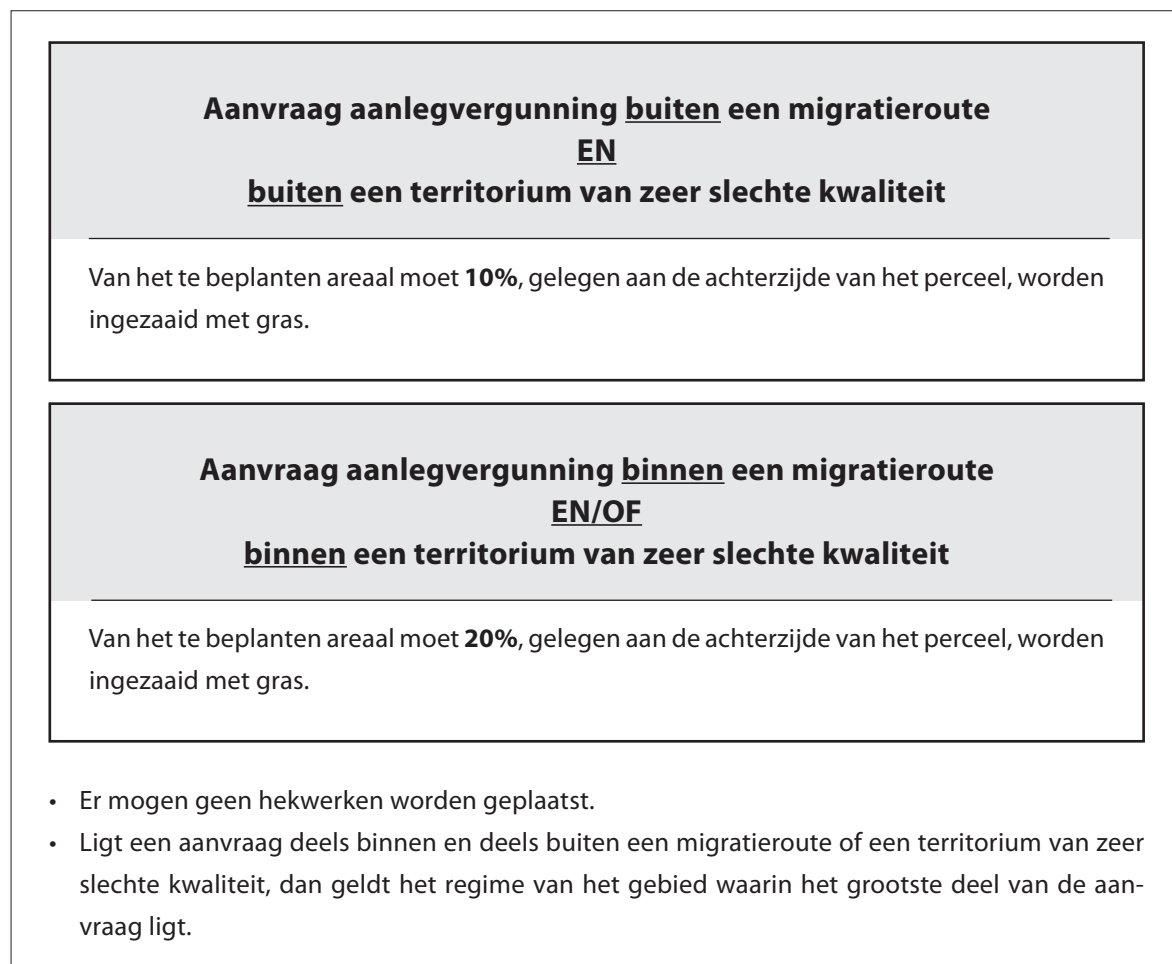 Aanvraag aanlegvergunning buiten een migratieroute
EN
buiten een territorium van zeer slechte kwaliteit
Van het te beplanten areaal moet 10%, gelegen aan de achterzijde van het perceel, worden
ingezaaid met gras.
Aanvraag aanlegvergunning binnen een migratieroute
EN/OF
binnen een territorium van zeer slechte kwaliteit
Van het te beplanten areaal moet 20%, gelegen aan de achterzijde van het perceel, worden
ingezaaid met gras.
• Er mogen geen hekwerken worden geplaatst.
• Ligt een aanvraag deels binnen en deels buiten een migratieroute of een territorium van zeer
slechte kwaliteit, dan geldt het regime van het gebied waarin het grootste deel van de aan-
vraag ligt.